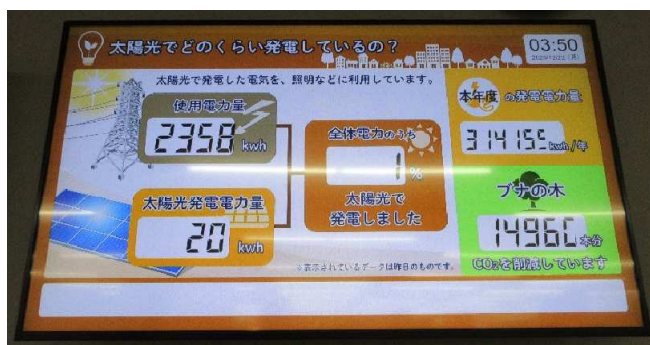 太陽光でどのくらい発電しているの？
03:50
太陽光で発電した電気を、照明などに利用しています。
使用電力量
2358 kwh
太陽光発電電力量
20 kwh
全体電力のうち
1 %
太陽光で
発電しました
本年度 の発電電力量
kwh/年
ブナの木
本分
CO₂を削減しています
※表示されているデータは昨日のものです。